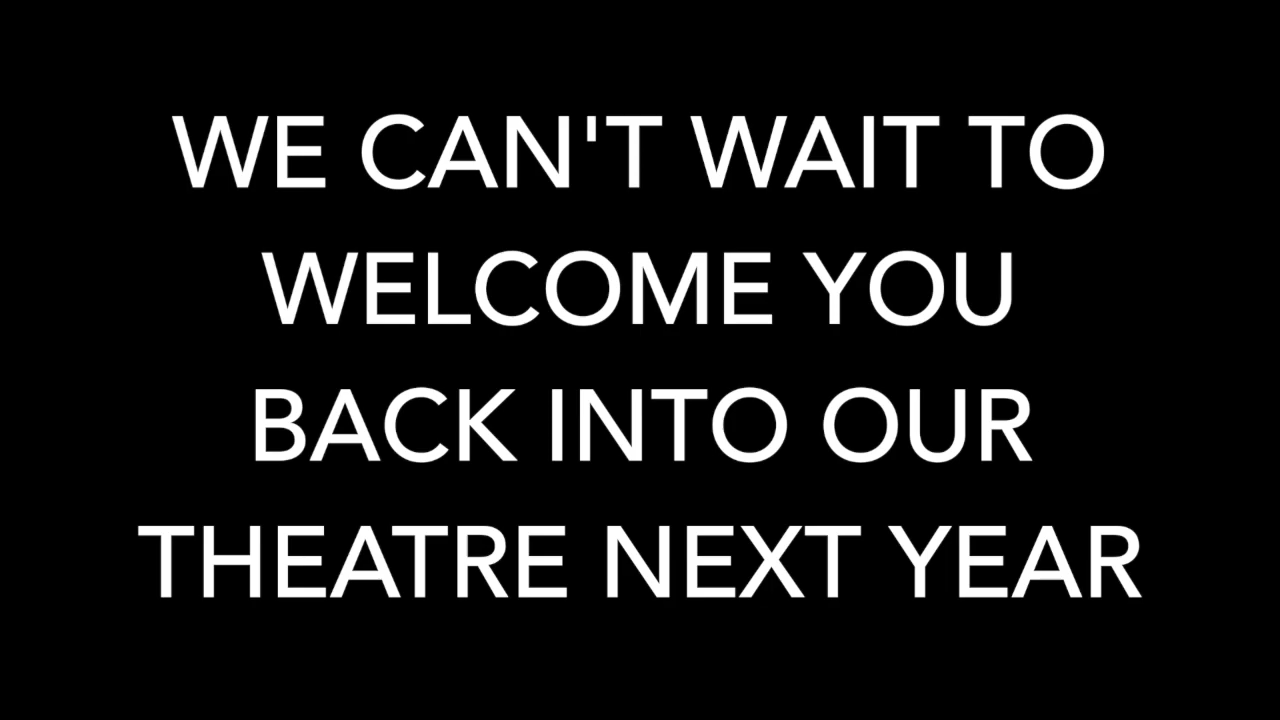 WE CAN'T WAIT TO
WELCOME YOU
BACK INTO OUR
THEATRE NEXT YEAR